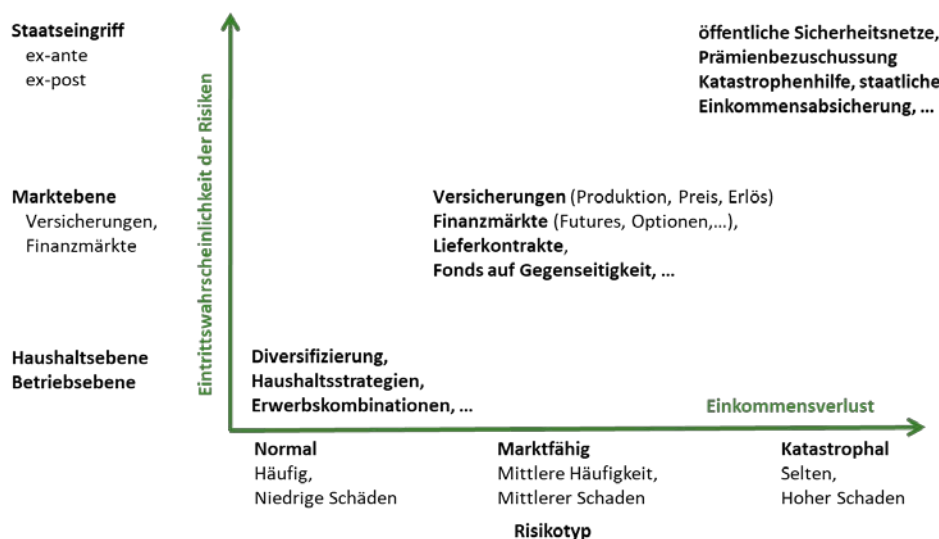 Staatseingriff
ex-ante
ex-post
öffentliche Sicherheitsnetze,
Prämienbezuschussung
Katastrophenhilfe, staatliche
Einkommensabsicherung, ...
Eintrittswahrscheinlichkeit der Risiken
Marktebene
Versicherungen,
Finanzmärkte
Versicherungen (Produktion, Preis, Erlös)
Finanzmärkte (Futures, Optionen,...),
Lieferkontrakte,
Fonds auf Gegenseitigkeit, ...
Haushaltsebene
Betriebsebene
Diversifizierung,
Haushaltsstrategien,
Erwerbskombinationen, ...
Einkommensverlust
Normal
Häufig,
Niedrige Schäden
Marktfähig
Mittlere Häufigkeit,
Mittlerer Schaden
Katastrophal
Selten,
Hoher Schaden
Risikotyp